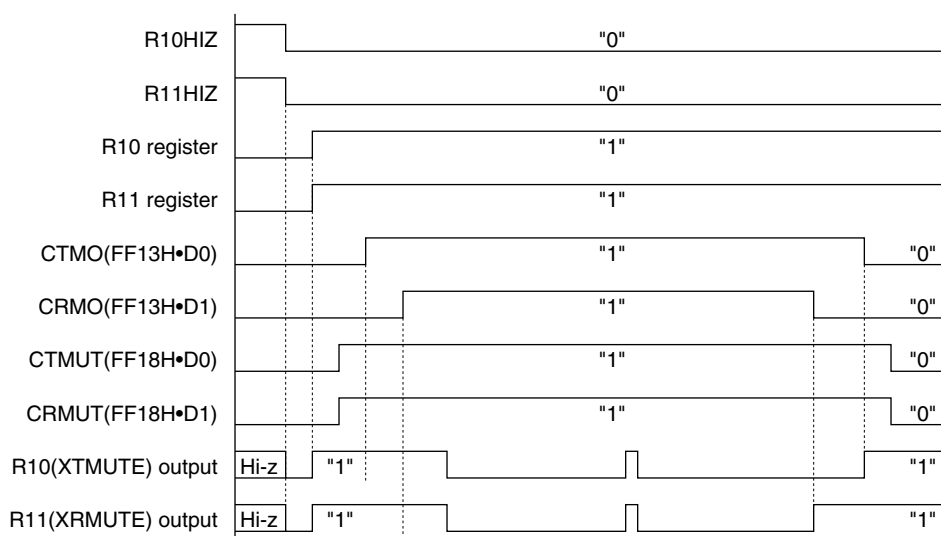 R10HIZ "0"
R11HIZ "0"
R10 register "1"
R11 register "1"
CTMO(FF13H•D0) "1" "0"
CRMO(FF13H•D1) "1" "0"
CTMUT(FF18H•D0) "1" "0"
CRMUT(FF18H•D1) "1" "0"
R10(XTMUTE) output Hi-z "1" "1"
R11(XRMUTE) output Hi-z "1" "1"